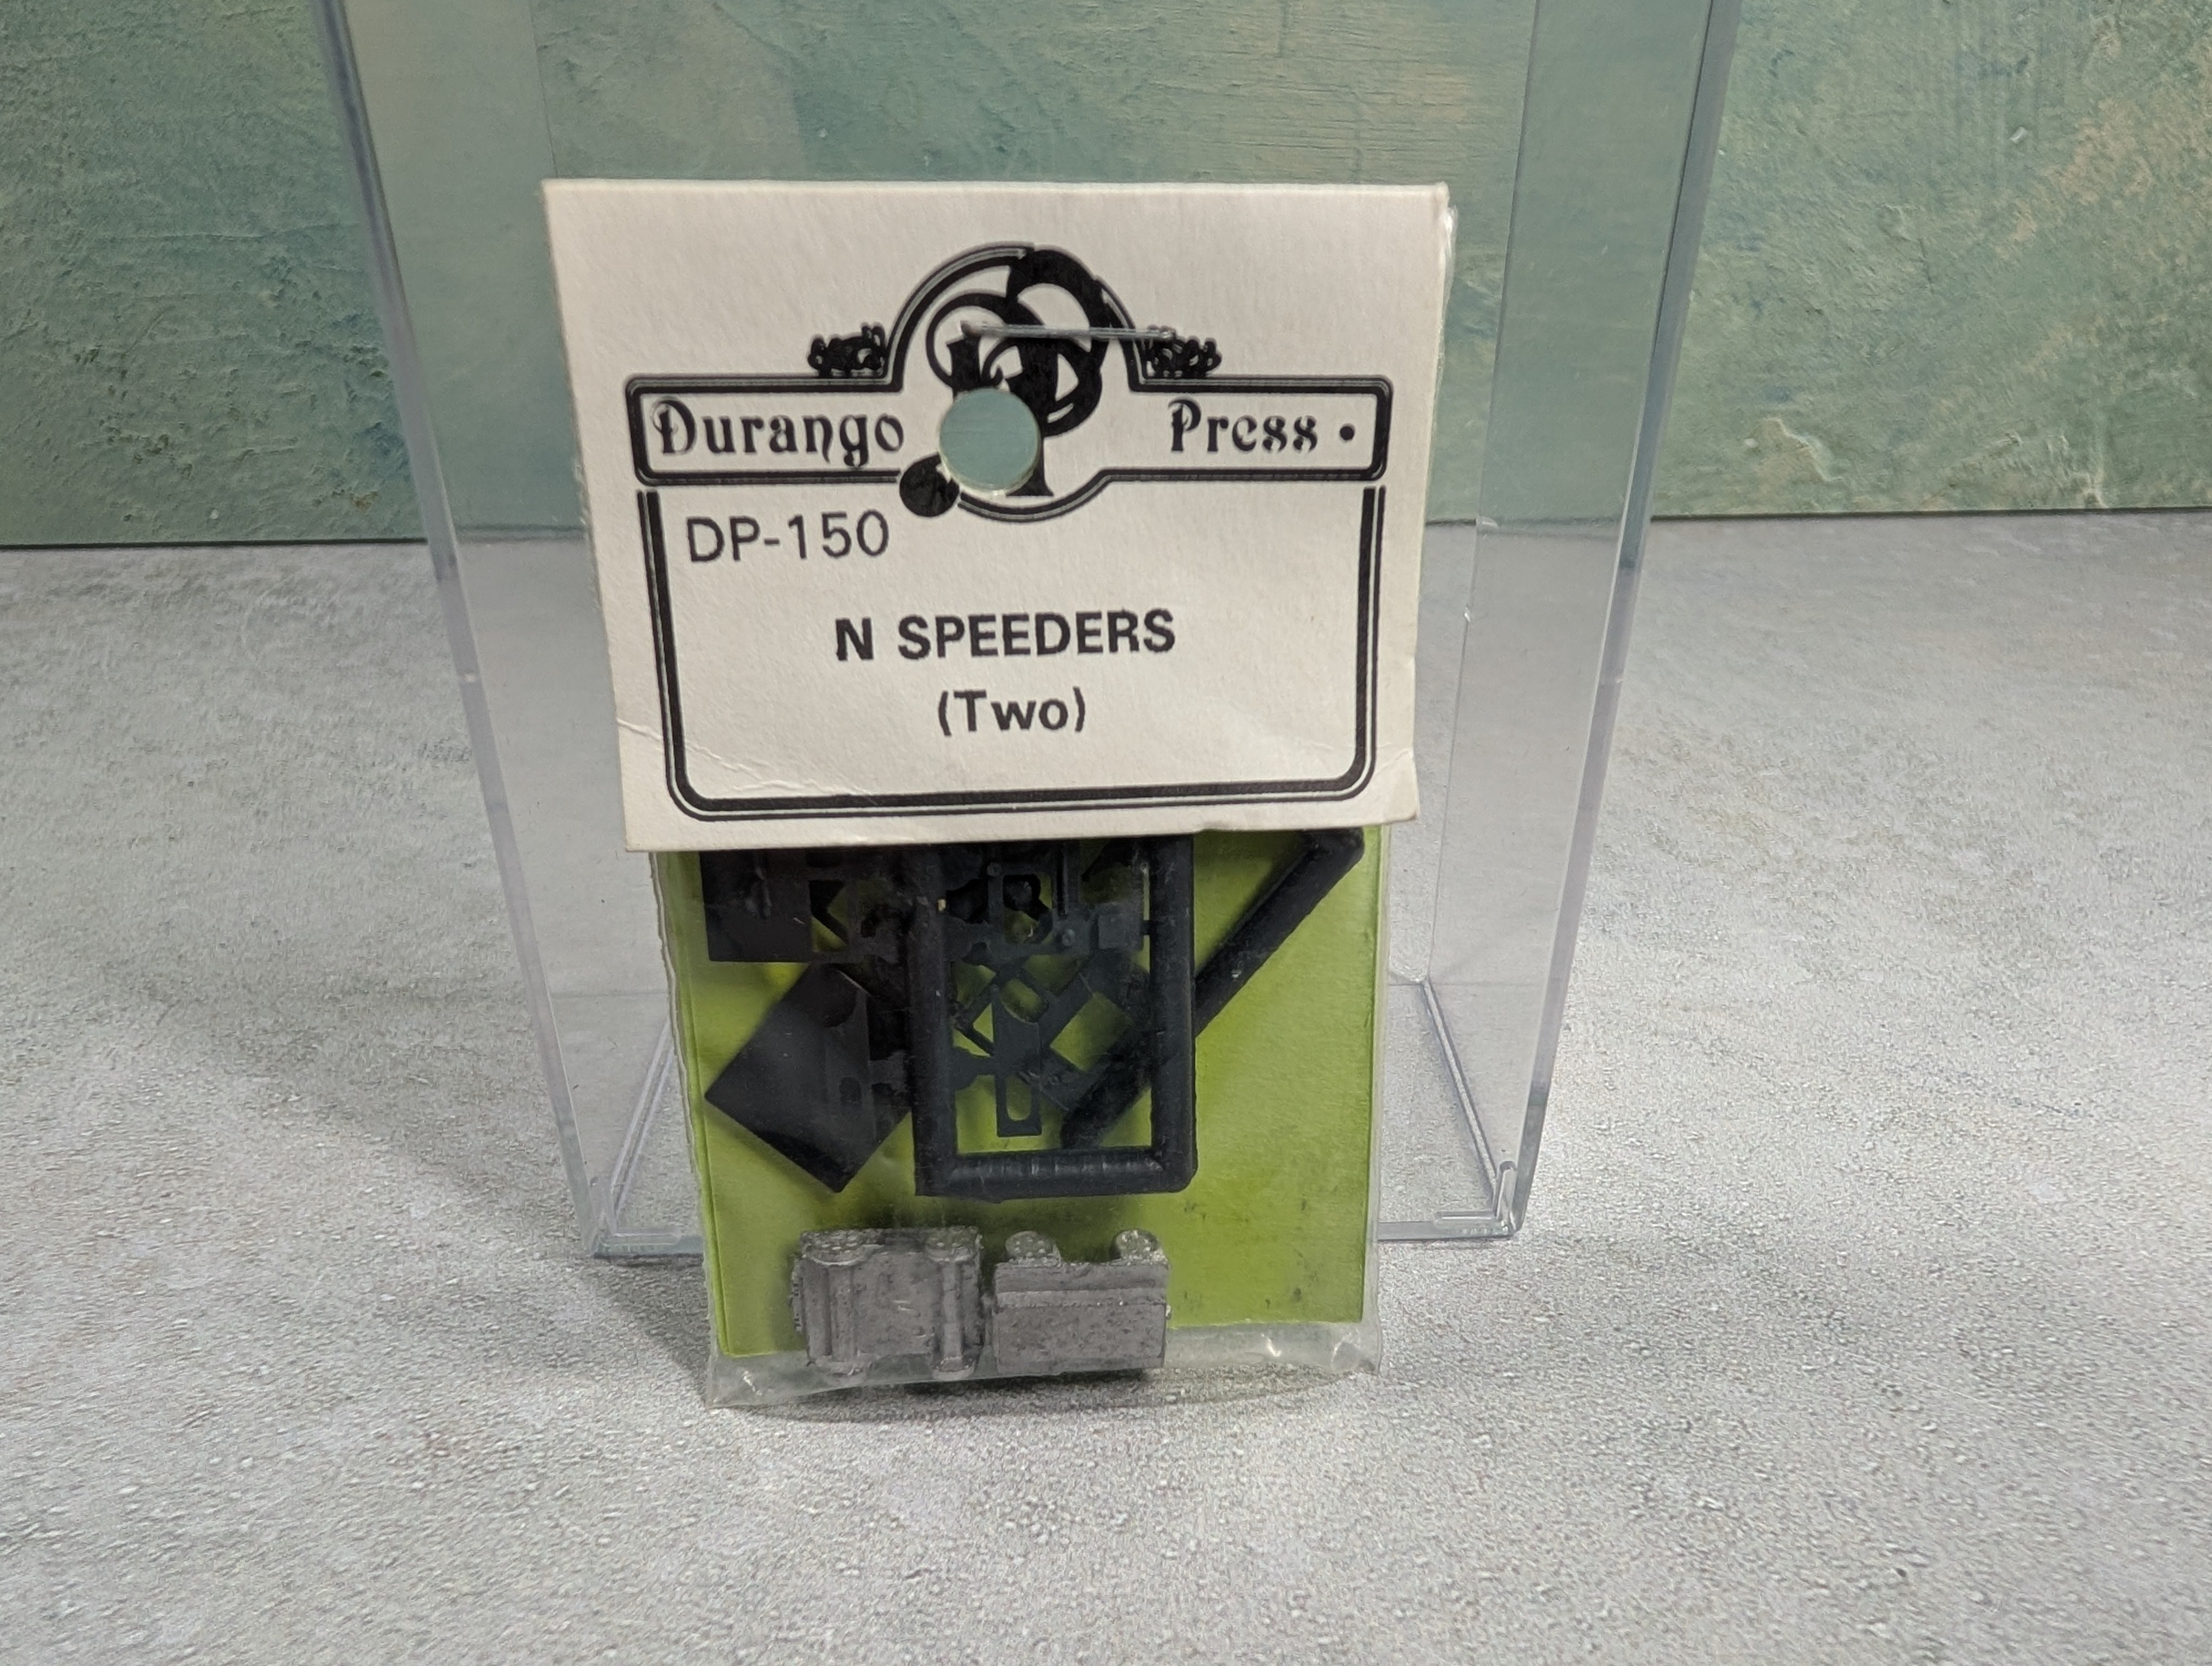 Durango Press •
DP-150
N SPEEDERS
(Two)